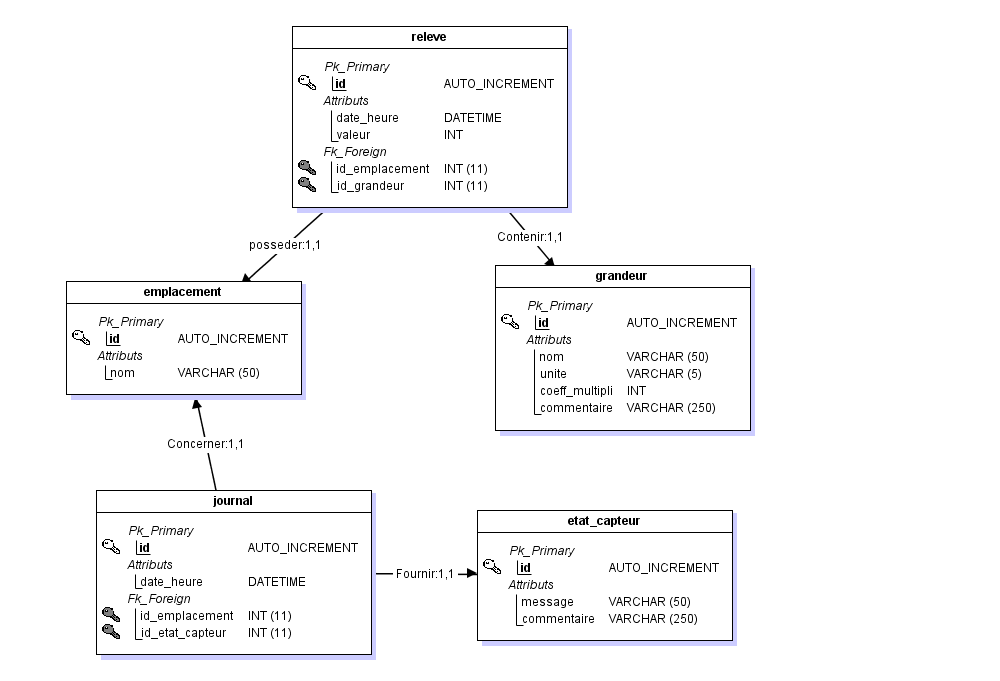 releve
Pk_Primary
id AUTO_INCREMENT
Attributs
date_heure DATETIME
valeur INT
Fk_Foreign
id_emplacement INT (11)
id_grandeur INT (11)
posseder:1,1
Contenir:1,1
emplacement
Pk_Primary
id AUTO_INCREMENT
Attributs
nom VARCHAR (50)
grandeur
Pk_Primary
id AUTO_INCREMENT
Attributs
nom VARCHAR (50)
unite VARCHAR (5)
coeff_multipli INT
commentaire VARCHAR (250)
Concerner:1,1
journal
Pk_Primary
id AUTO_INCREMENT
Attributs
date_heure DATETIME
Fk_Foreign
id_emplacement INT (11)
id_etat_capteur INT (11)
Fournir:1,1
etat_capteur
Pk_Primary
id AUTO_INCREMENT
Attributs
message VARCHAR (50)
commentaire VARCHAR (250)